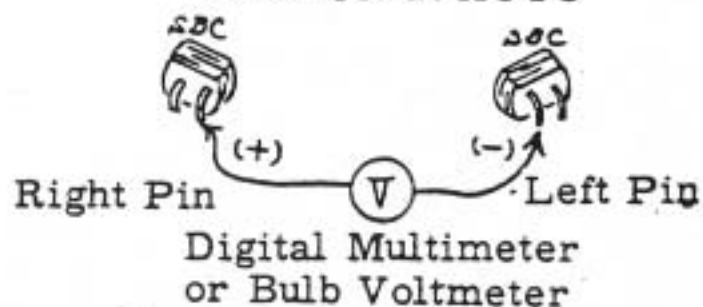 SBC SBC
(+) (-)
Right Pin V Left Pin
Digital Multimeter
or Bulb Voltmeter